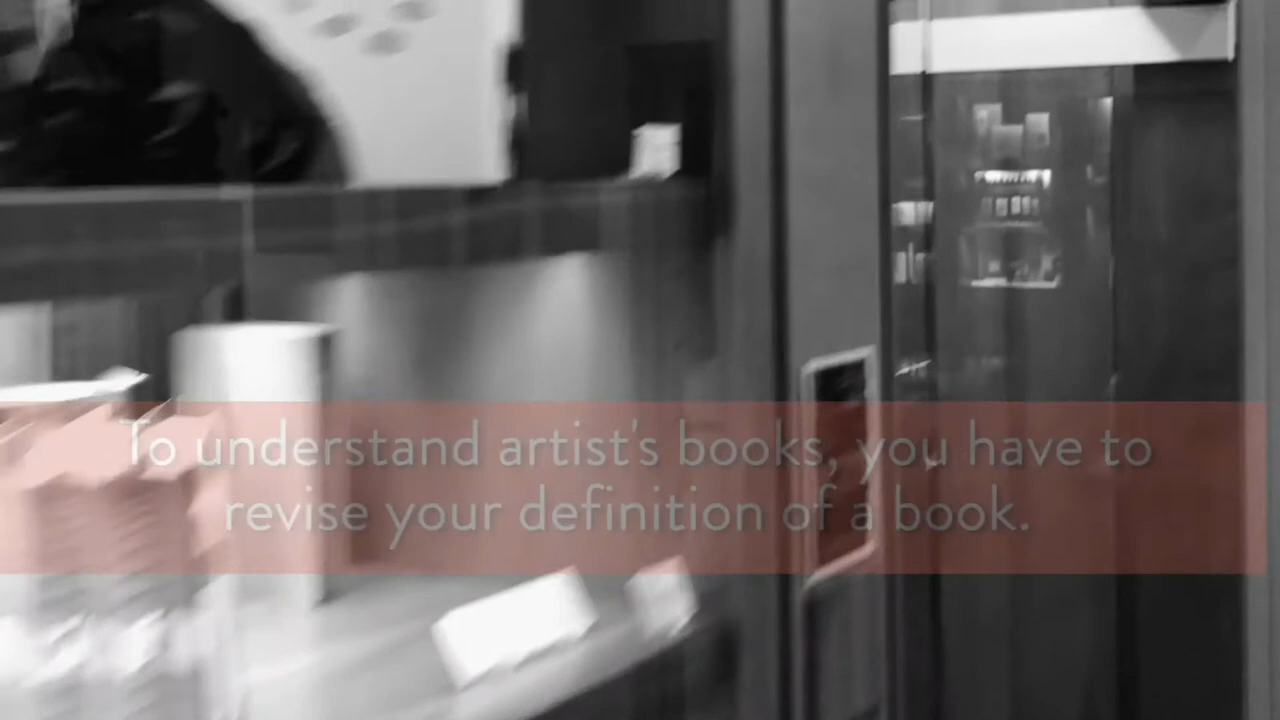 To understand artist's books, you have to
revise your definition of a book.